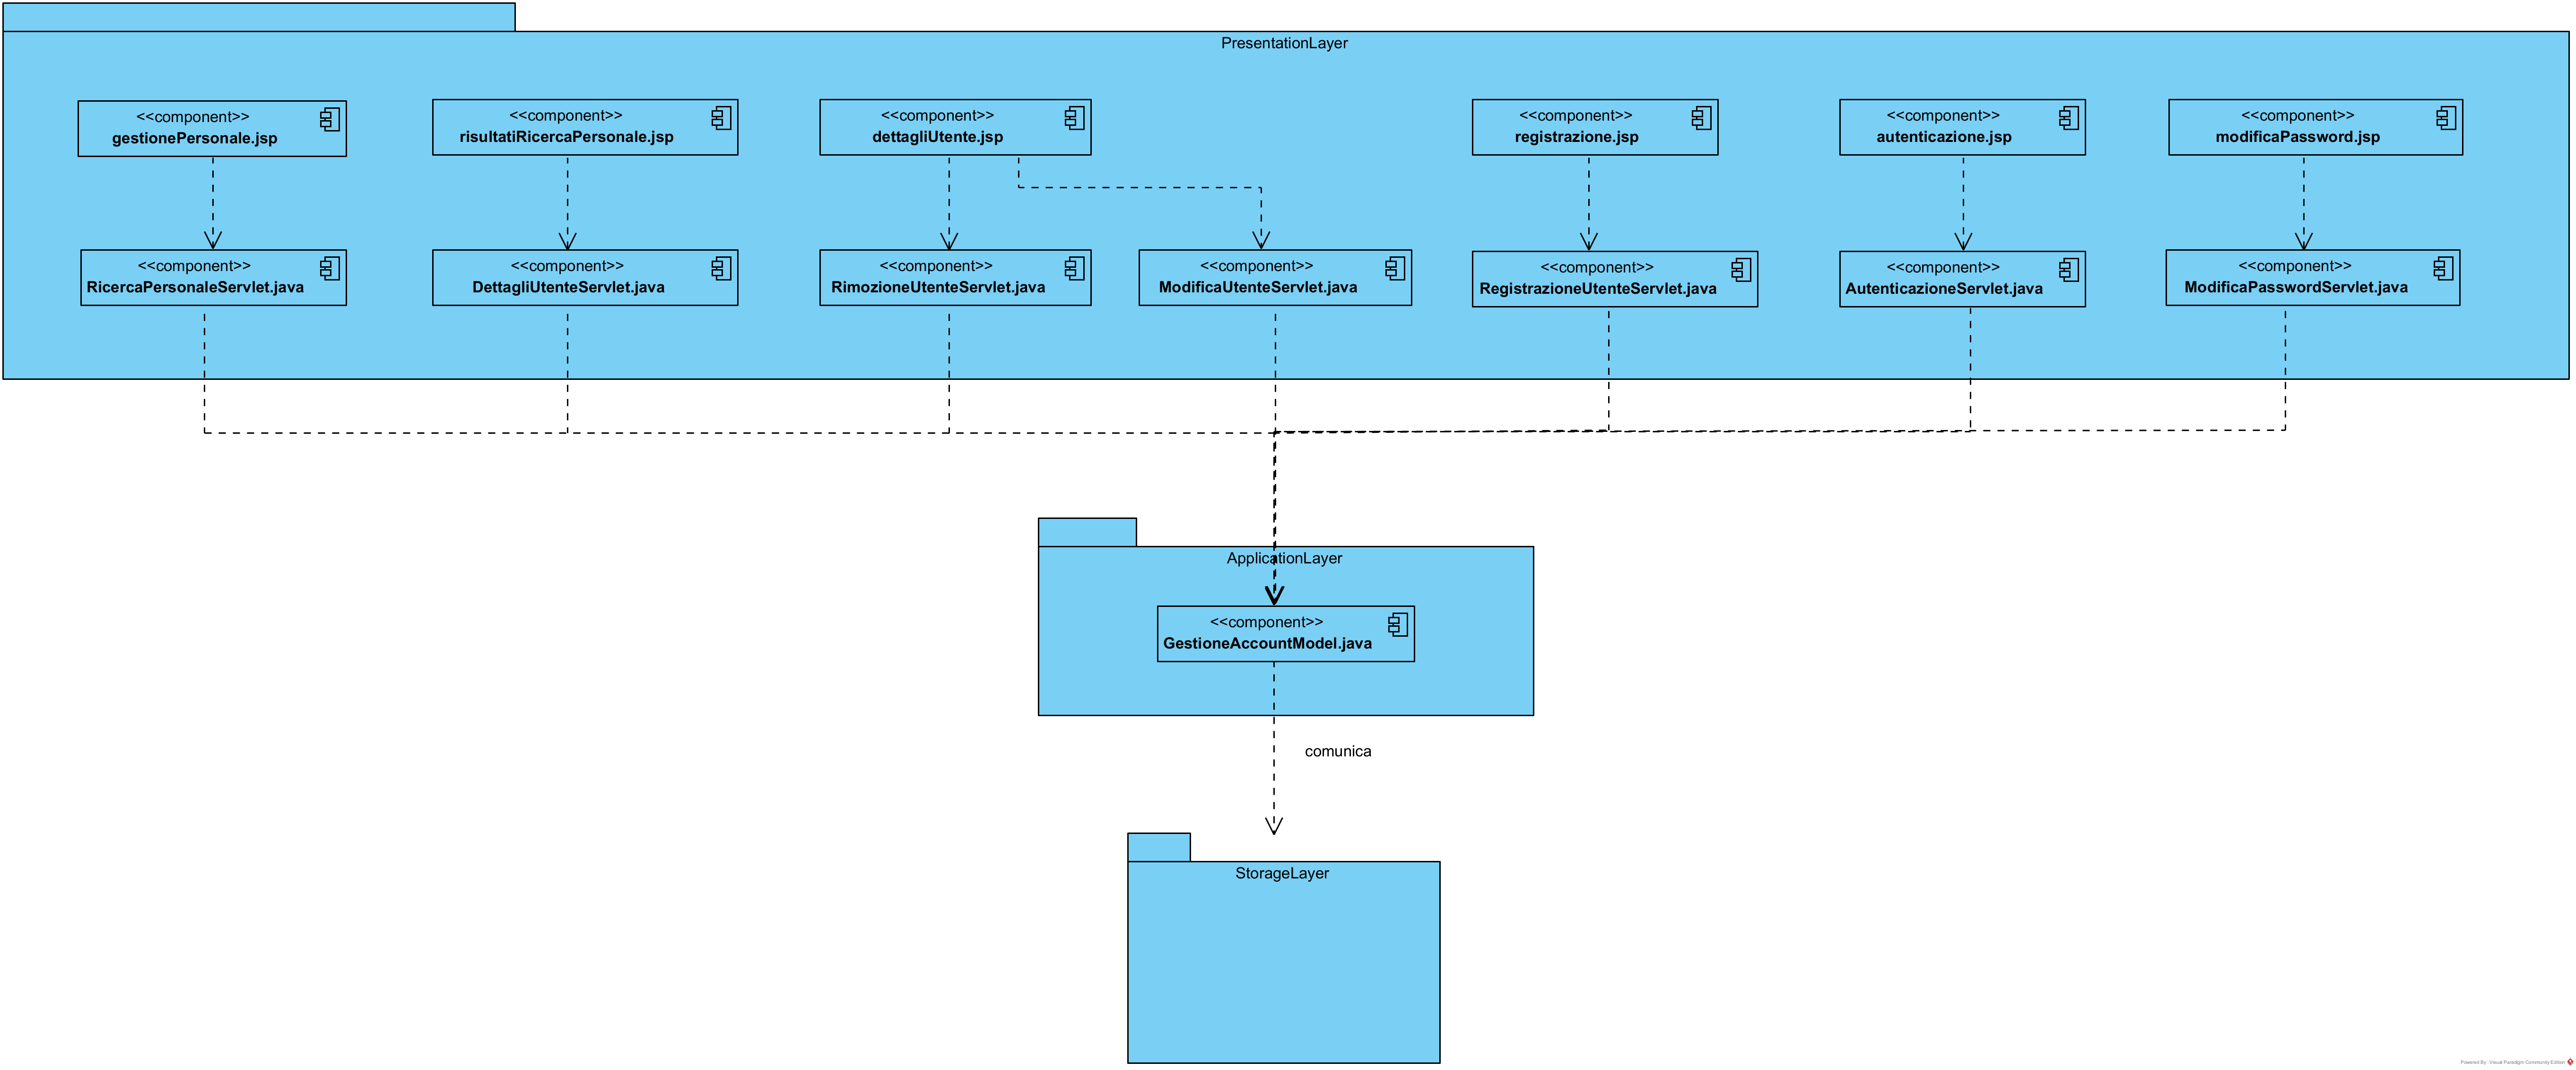 PresentationLayer
<<component>>
gestionePersonale.jsp
<<component>>
risultatiRicercaPersonale.jsp
<<component>>
dettagliUtente.jsp
<<component>>
registrazione.jsp
<<component>>
autenticazione.jsp
<<component>>
modificaPassword.jsp
<<component>>
RicercaPersonaleServlet.java
<<component>>
DettagliUtenteServlet.java
<<component>>
RimozioneUtenteServlet.java
<<component>>
ModificaUtenteServlet.java
<<component>>
RegistrazioneUtenteServlet.java
<<component>>
AutenticazioneServlet.java
<<component>>
ModificaPasswordServlet.java
ApplicationLayer
<<component>>
GestioneAccountModel.java
comunica
StorageLayer
Powered By: Visual Paradigm Community Edition